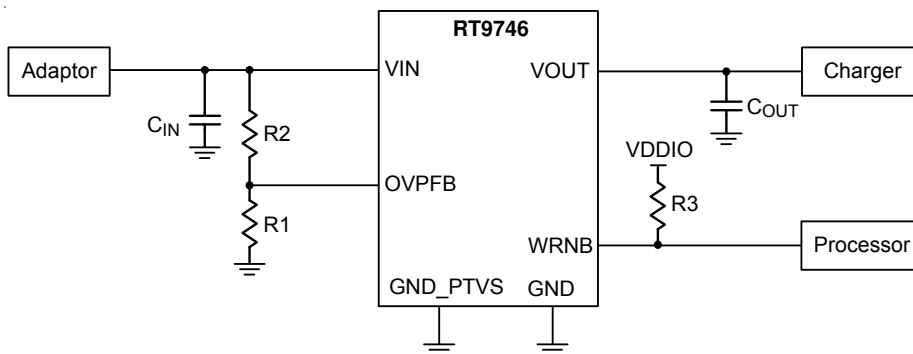 RT9746
Adaptor
VIN
VOUT
Charger
CIN
R2
COUT
VDDIO
OVPFB
R3
R1
WRNB
Processor
GND_PTVS
GND